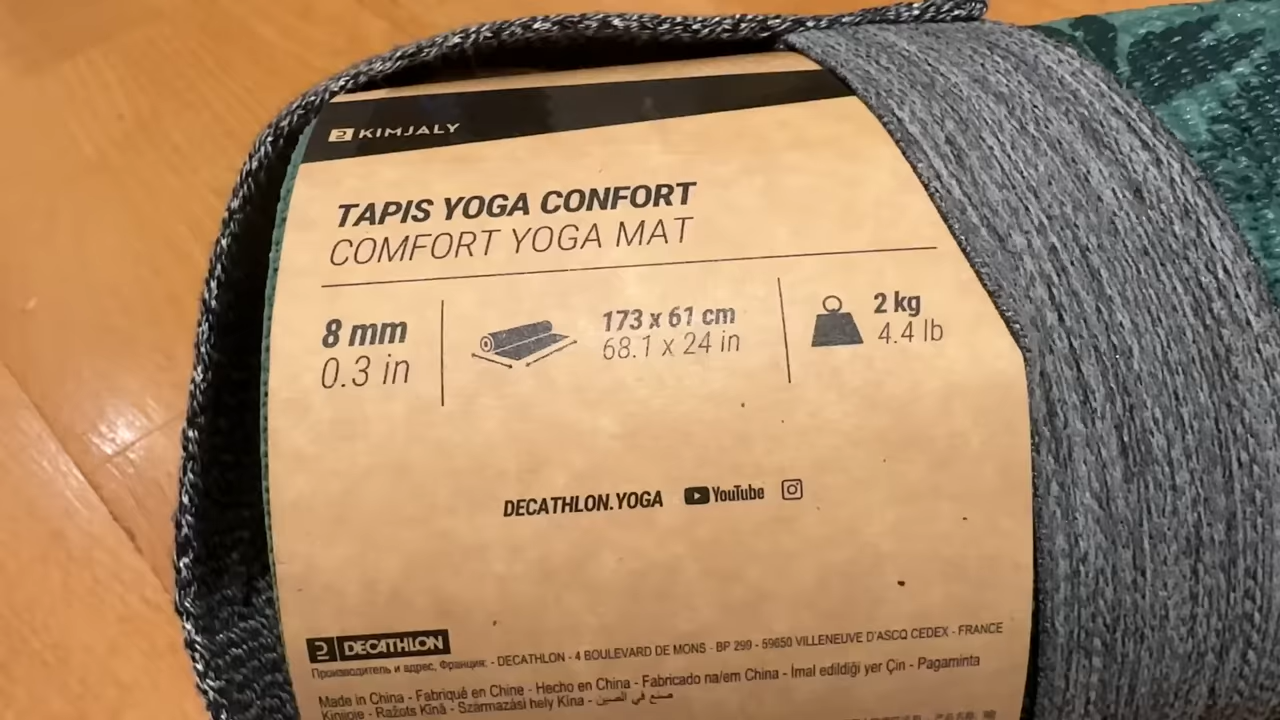 KIMJALY
TAPIS YOGA CONFORT
COMFORT YOGA MAT
8 mm
0.3 in
173 x 61 cm
68.1 x 24 in
2 kg
4.4 lb
DECATHLON.YOGA YouTube
DECATHLON
Производитель и адрес, Франция: - DECATHLON - 4 BOULEVARD DE MONS - BP 299 - 59650 VILLENEUVE D'ASCQ CEDEX - FRANCE
Made in China - Fabriqué en Chine - Hecho en China - Fabricado na/em China - İmal edildiği yer Çin - Pagaminta
Kinijoje - Ražots Ķīnā - Származási hely Kína - صنع في الصين